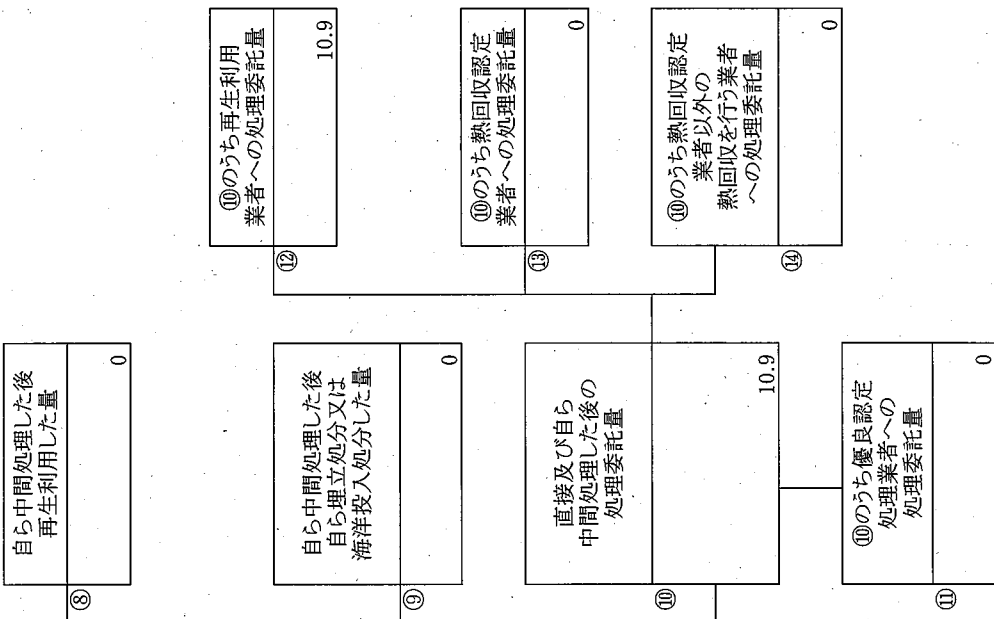 自ら中間処理した後
再生利用した量
⑧
0
自ら中間処理した後
自ら埋立処分又は
海洋投入処分した量
⑨
0
直接及び自ら
中間処理した後の
処理委託量
⑩
10.9
⑩のうち優良認定
処理業者への
処理委託量
⑪
0
⑩のうち再生利用
業者への処理委託量
⑫
10.9
⑩のうち熱回収認定
業者への処理委託量
⑬
0
⑩のうち熱回収認定
業者以外の
熱回収を行う業者
への処理委託量
⑭
0